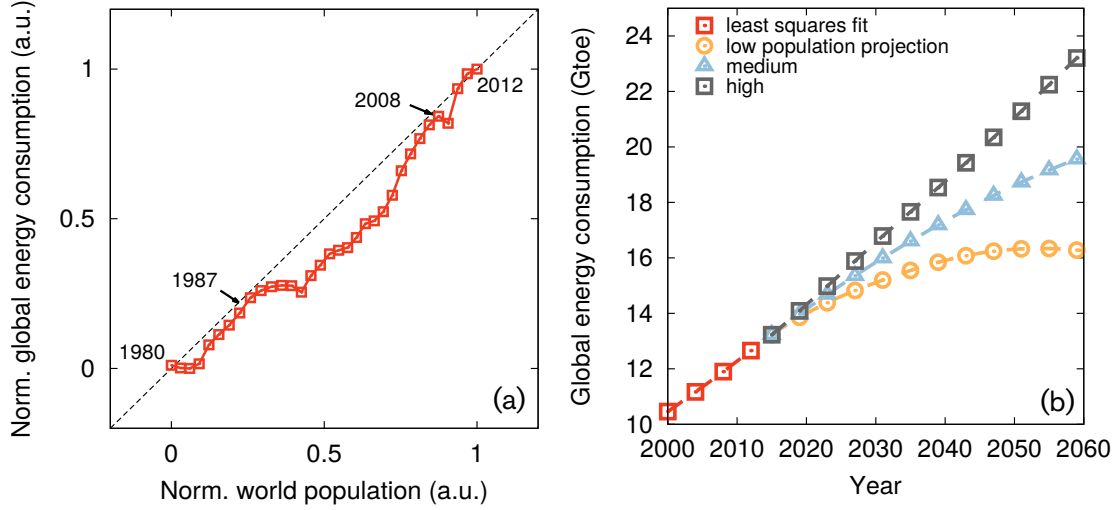 Norm. global energy consumption (a.u.)
1
0.5
0
1980
1987
2008
2012
(a)
0
0.5
1
Norm. world population (a.u.)
Global energy consumption (Gtoe)
24
22
20
18
16
14
12
10
least squares fit
low population projection
medium
high
(b)
2000
2010
2020
2030
2040
2050
2060
Year